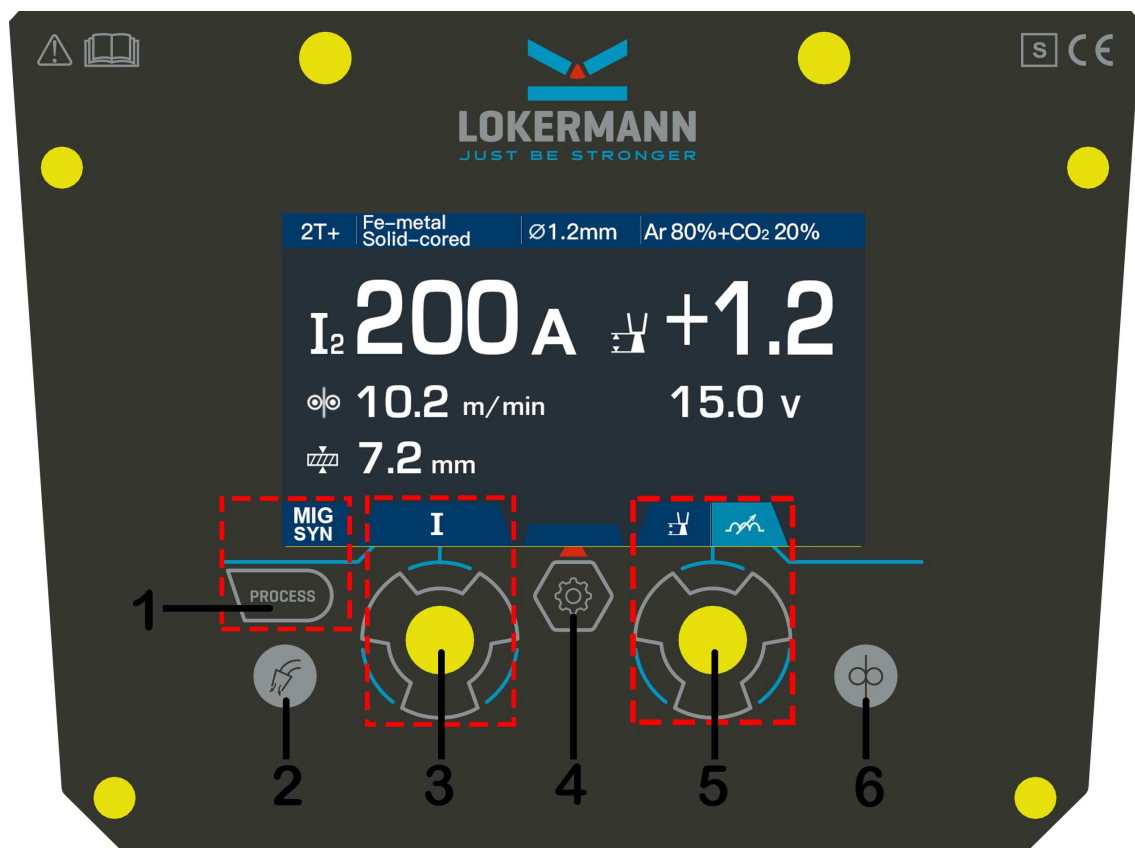 S CE
LOKERMANN
JUST BE STRONGER
2T+ Fe-metal Ø1.2mm Ar 80%+CO₂ 20%
Solid-cored
I₂ 200 A +1.2
10.2 m/min 15.0 V
7.2 mm
MIG
SYN
I
PROCESS
1
2
3
4
5
6